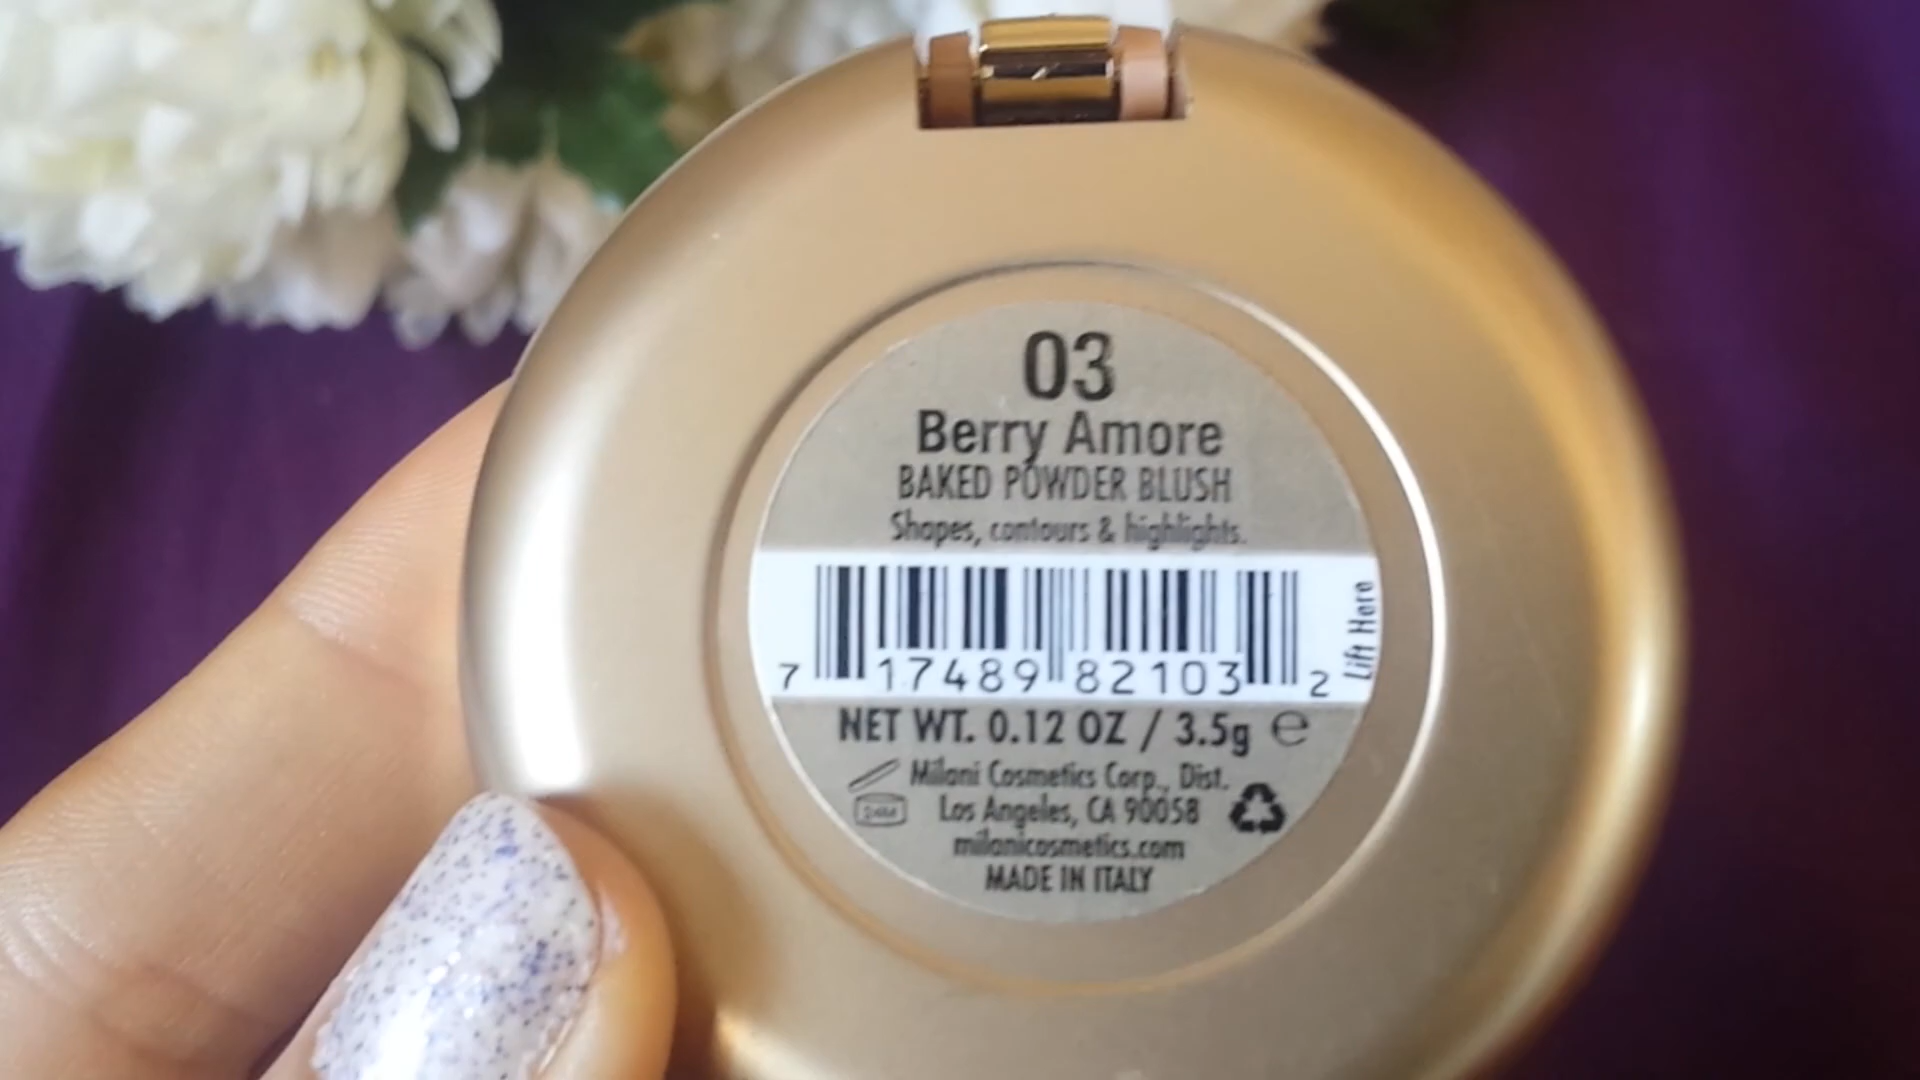 03
Berry Amore
BAKED POWDER BLUSH
Shapes, contours & highlights.
7 17489 82103 2
Lift Here
NET WT. 0.12 OZ / 3.5g ℮
Milani Cosmetics Corp., Dist.
24M
Los Angeles, CA 90058
milanicosmetics.com
MADE IN ITALY